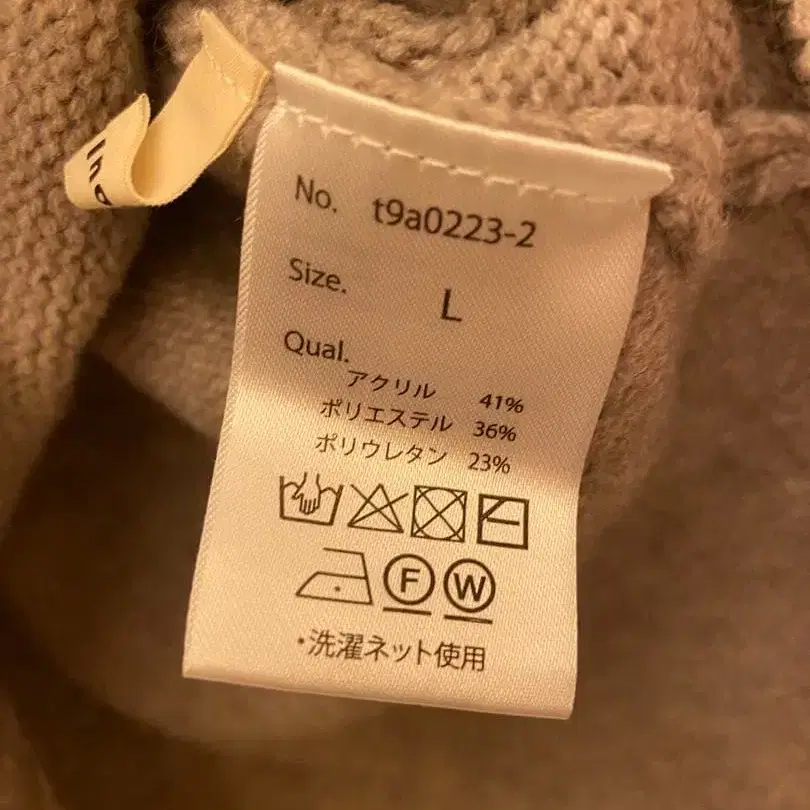 No. t9a0223-2
Size. L
Qual.
アクリル 41%
ポリエステル 36%
ポリウレタン 23%
F W
・洗濯ネット使用